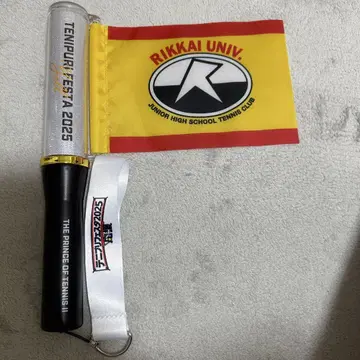 TENIPURI FESTA 2025
THE PRINCE OF TENNIS II
RIKKAI UNIV.
R
JUNIOR HIGH SCHOOL TENNIS CLUB